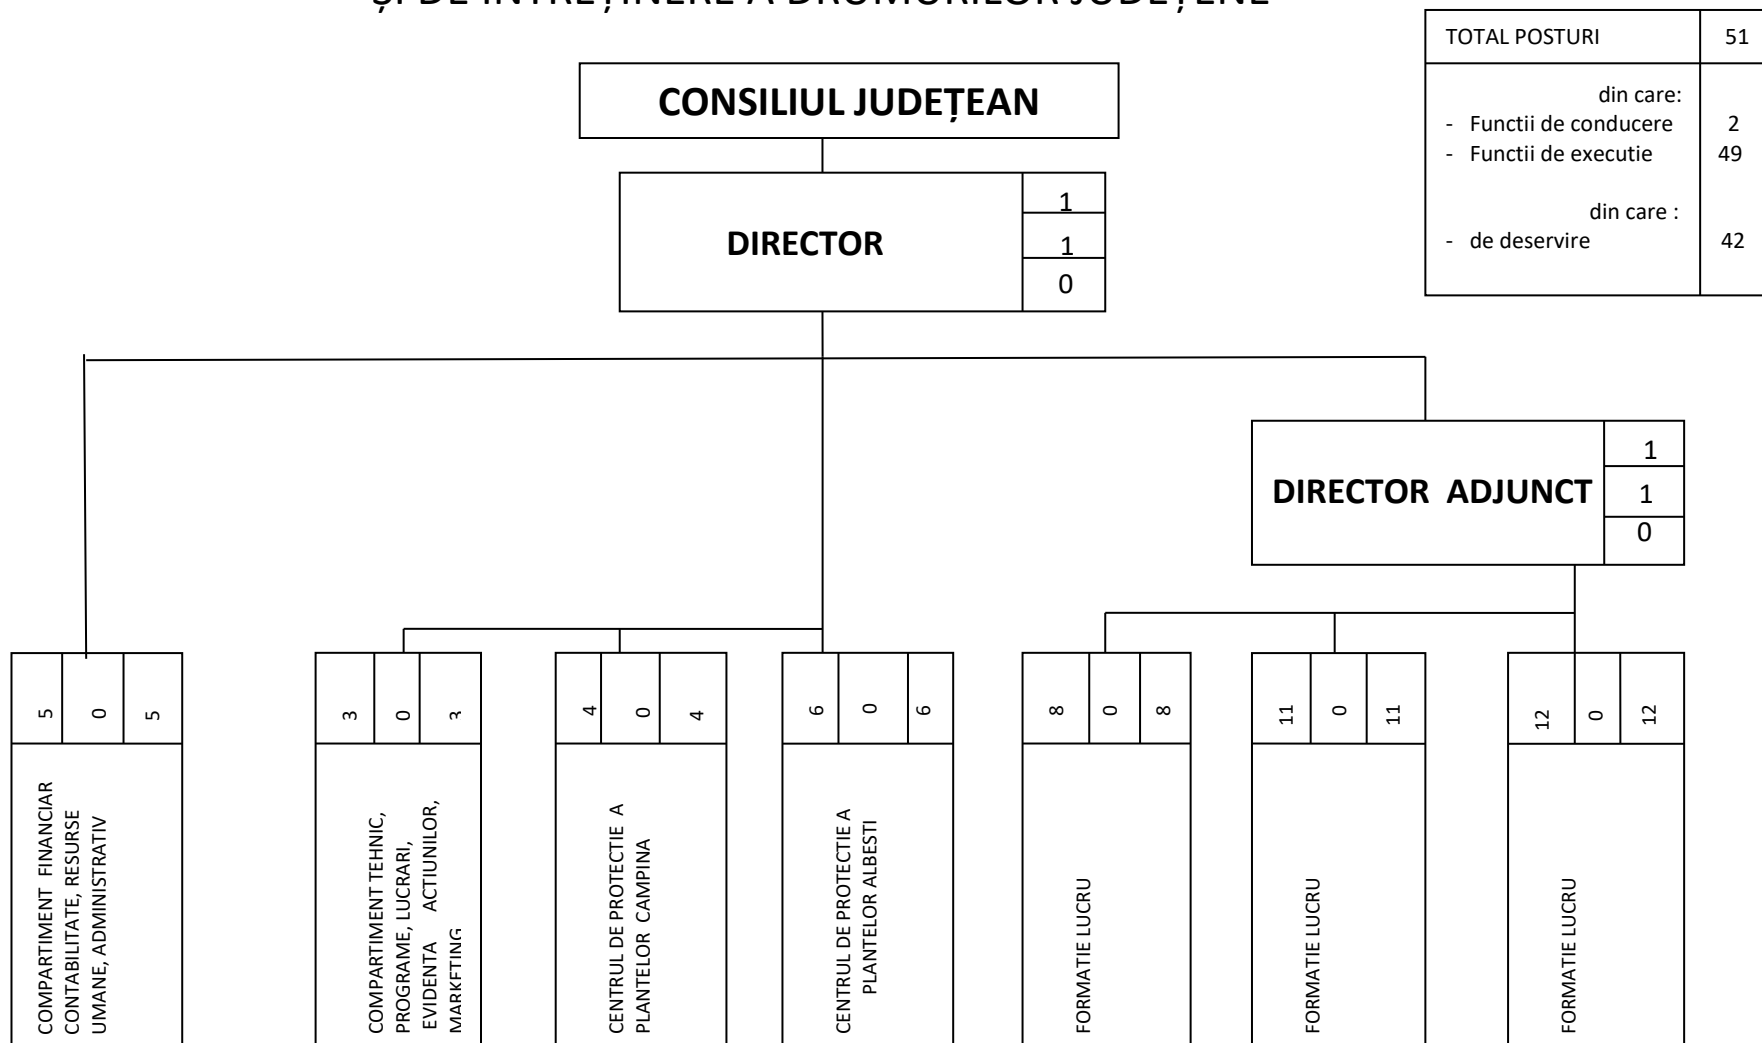 ȘI DE ÎNTREȚINERE A DRUMURILOR JUDEȚENE
TOTAL POSTURI 51
din care:
- Functii de conducere 2
- Functii de executie 49
din care :
- de deservire 42
CONSILIUL JUDEȚEAN
DIRECTOR
1
1
0
DIRECTOR ADJUNCT
1
1
0
5 0 5
COMPARTIMENT FINANCIAR
CONTABILITATE, RESURSE
UMANE, ADMINISTRATIV
3 0 3
COMPARTIMENT TEHNIC,
PROGRAME, LUCRARI,
EVIDENTA ACTIUNILOR,
MARKETING
4 0 4
CENTRUL DE PROTECTIE A
PLANTELOR CAMPINA
6 0 6
CENTRUL DE PROTECTIE A
PLANTELOR ALBESTI
8 0 8
FORMATIE LUCRU
11 0 11
FORMATIE LUCRU
12 0 12
FORMATIE LUCRU